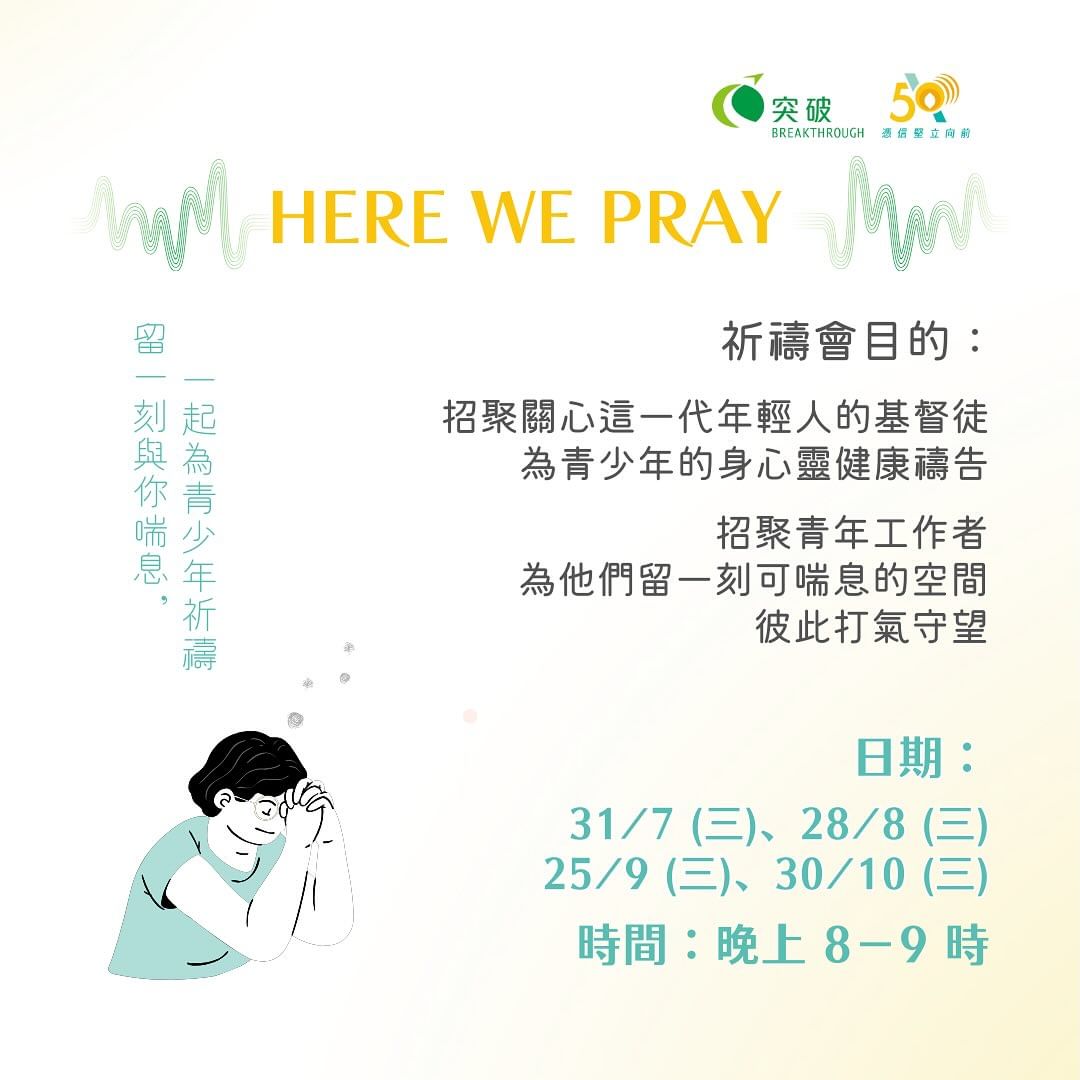 突破
BREAKTHROUGH
50
憑信堅立向前
HERE WE PRAY
留一刻與你喘息，
一起為青少年祈禱
祈禱會目的：
招聚關心這一代年輕人的基督徒
為青少年的身心靈健康禱告
招聚青年工作者
為他們留一刻可喘息的空間
彼此打氣守望
日期：
31/7 (三)、28/8 (三)
25/9 (三)、30/10 (三)
時間：晚上 8－9 時